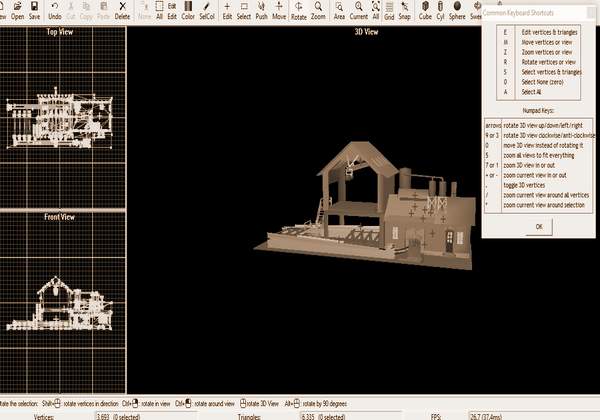 Open Save Undo Cut Copy Paste Delete None All Edit Color SelCol Edit Select Push Move Rotate Zoom Area Current All Grid Snap Cube Cyl Sphere
Common Keyboard Shortcuts
Top View
3D View
E Edit vertices & triangles
M Move vertices or view
Z Zoom vertices or view
R Rotate vertices or view
S Select vertices & triangles
0 Select None (zero)
A Select All
Numpad Keys:
arrows rotate 3D view up/down/left/right
9 or 3 rotate 3D view clockwise/anti-clockwise
0 move 3D view instead of rotating it
5 zoom all views to fit everything
7 or 1 zoom 3D view in or out
+ or - zoom current view in or out
. toggle 3D vertices
/ zoom current view around all vertices
* zoom current view around selection
OK
Front View
tate the selection: Shift+ : rotate vertices in direction Ctrl+ : rotate in view Ctrl+ : rotate around view : rotate 3D View Alt+ : rotate by 90 degrees
Vertices: 3,693 (0 selected) Triangles: 6,335 (0 selected) FPS: 26.7 (37.4ms)